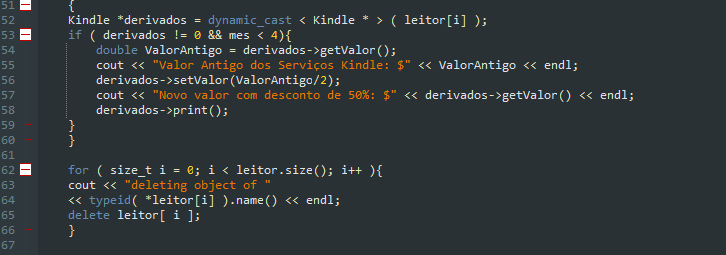 51 {
52 Kindle *derivados = dynamic_cast < Kindle * > ( leitor[i] );
53 if ( derivados != 0 && mes < 4){
54 double ValorAntigo = derivados->getValor();
55 cout << "Valor Antigo dos Serviços Kindle: $" << ValorAntigo << endl;
56 derivados->setValor(ValorAntigo/2);
57 cout << "Novo valor com desconto de 50%: $" << derivados->getValor() << endl;
58 derivados->print();
59 }
60 }
61
62 for ( size_t i = 0; i < leitor.size(); i++ ){
63 cout << "deleting object of "
64 << typeid( *leitor[i] ).name() << endl;
65 delete leitor[ i ];
66 }
67